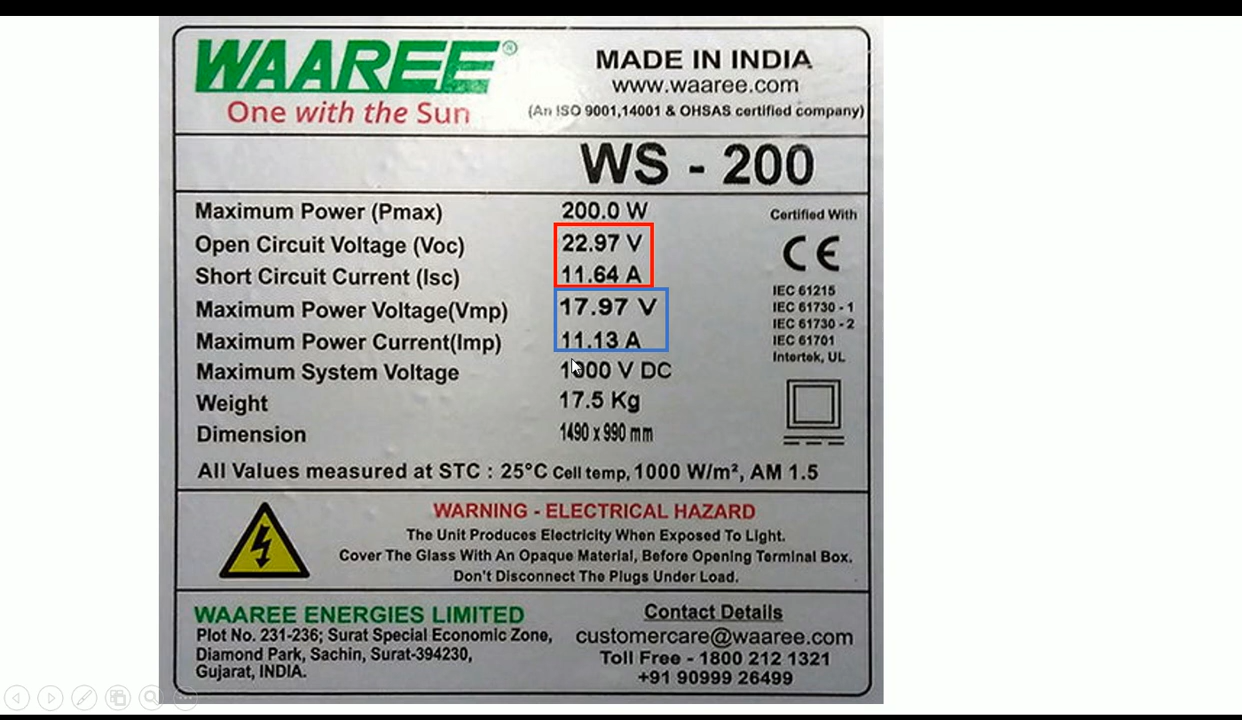 WAAREE®
One with the Sun
MADE IN INDIA
www.waaree.com
(An ISO 9001,14001 & OHSAS certified company)
WS - 200
Maximum Power (Pmax) 200.0 W
Open Circuit Voltage (Voc) 22.97 V
Short Circuit Current (Isc) 11.64 A
Maximum Power Voltage(Vmp) 17.97 V
Maximum Power Current(Imp) 11.13 A
Maximum System Voltage 1000 V DC
Weight 17.5 Kg
Dimension 1490 x 990 mm
Certified With
CE
IEC 61215
IEC 61730 - 1
IEC 61730 - 2
IEC 61701
Intertek, UL
All Values measured at STC : 25°C Cell temp, 1000 W/m², AM 1.5
WARNING - ELECTRICAL HAZARD
The Unit Produces Electricity When Exposed To Light.
Cover The Glass With An Opaque Material, Before Opening Terminal Box.
Don't Disconnect The Plugs Under Load.
WAAREE ENERGIES LIMITED
Plot No. 231-236; Surat Special Economic Zone,
Diamond Park, Sachin, Surat-394230,
Gujarat, INDIA.
Contact Details
customercare@waaree.com
Toll Free - 1800 212 1321
+91 90999 26499